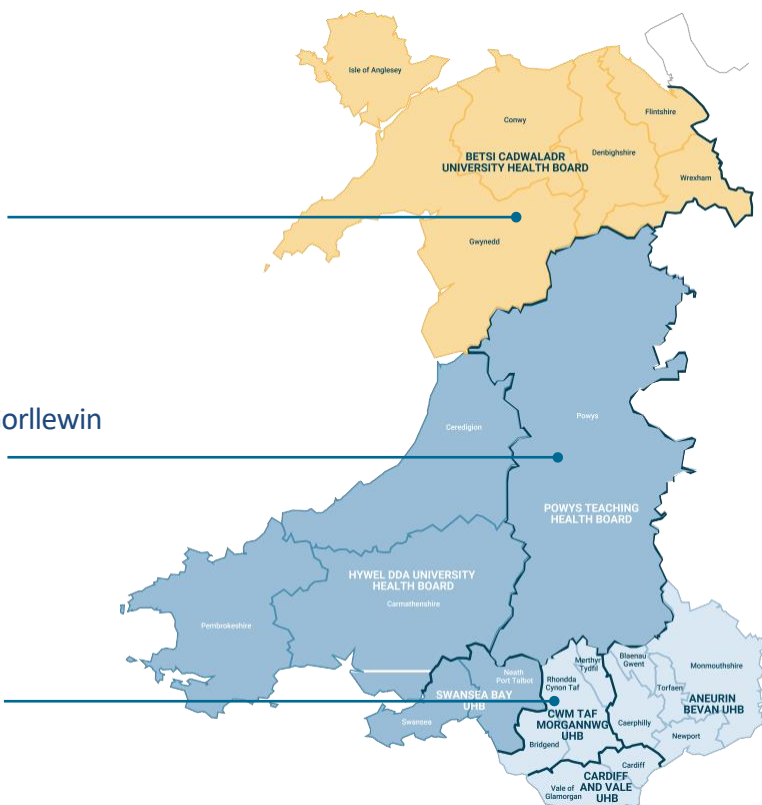 Isle of Anglesey
Flintshire
Conwy
Denbighshire
BETSI CADWALADR
UNIVERSITY HEALTH BOARD
Wrexham
Gwynedd
orllewin
Ceredigion
Powys
POWYS TEACHING
HEALTH BOARD
HYWEL DDA UNIVERSITY
HEALTH BOARD
Carmathenshire
Pembrokeshire
Neath
Port Talbot
SWANSEA BAY
UHB
Swansea
Merthyr
Tydfil
Rhondda
Cynon Taf
CWM TAF
MORGANNWG
UHB
Bridgend
Blaenau
Gwent
Monmouthshire
Torfaen
ANEURIN
BEVAN UHB
Caerphilly
Newport
Cardiff
CARDIFF
AND VALE
UHB
Vale of
Glamorgan